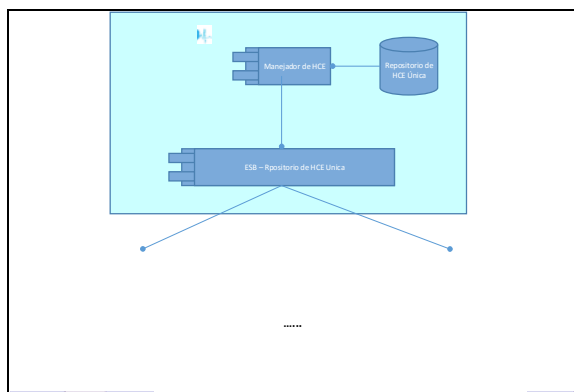 Manejador de HCE
Repositorio de
HCE Única
ESB – Rpositorio de HCE Unica
......